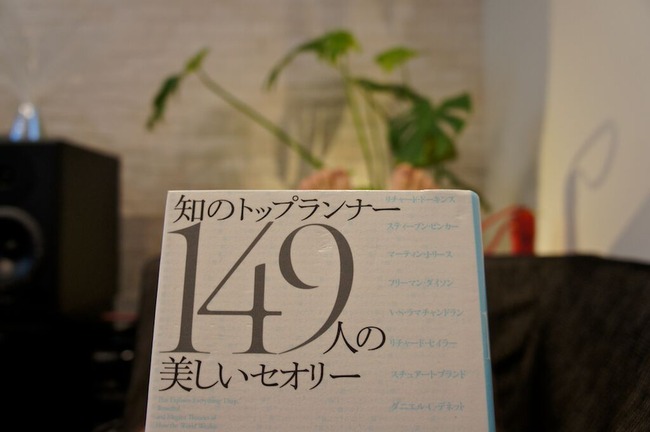 知のトップランナー
149
人の
美しいセオリー
リチャード・ドーキンス
スティーブン・ピンカー
マーティン・J・リース
フリーマン・ダイソン
V・S・ラマチャンドラン
リチャード・セイラー
スチュアート・ブランド
ダニエル・C・デネット